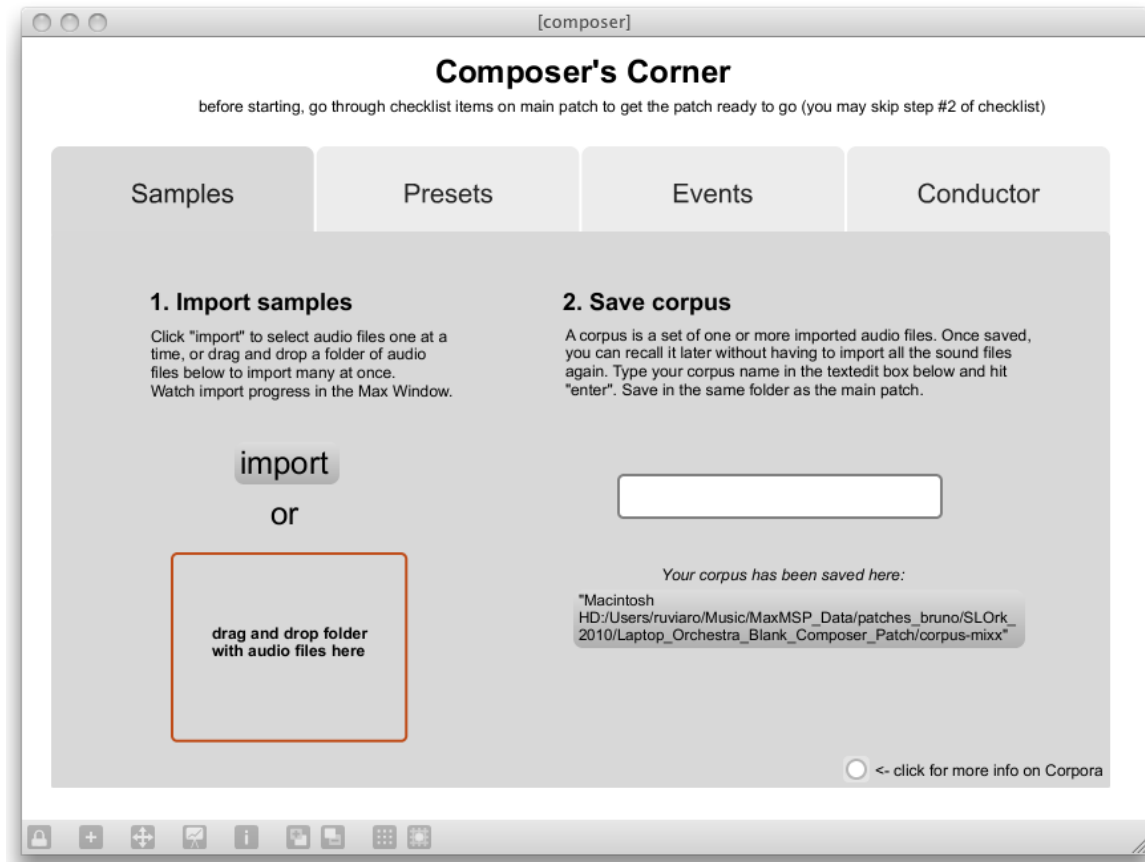 [composer]
Composer's Corner
before starting, go through checklist items on main patch to get the patch ready to go (you may skip step #2 of checklist)
Samples
Presets
Events
Conductor
1. Import samples
Click "import" to select audio files one at a
time, or drag and drop a folder of audio
files below to import many at once.
Watch import progress in the Max Window.
import
or
drag and drop folder
with audio files here
2. Save corpus
A corpus is a set of one or more imported audio files. Once saved,
you can recall it later without having to import all the sound files
again. Type your corpus name in the textedit box below and hit
"enter". Save in the same folder as the main patch.
Your corpus has been saved here:
"Macintosh
HD:/Users/ruviaro/Music/MaxMSP_Data/patches_bruno/SLOrk_
2010/Laptop_Orchestra_Blank_Composer_Patch/corpus-mixx"
<- click for more info on Corpora